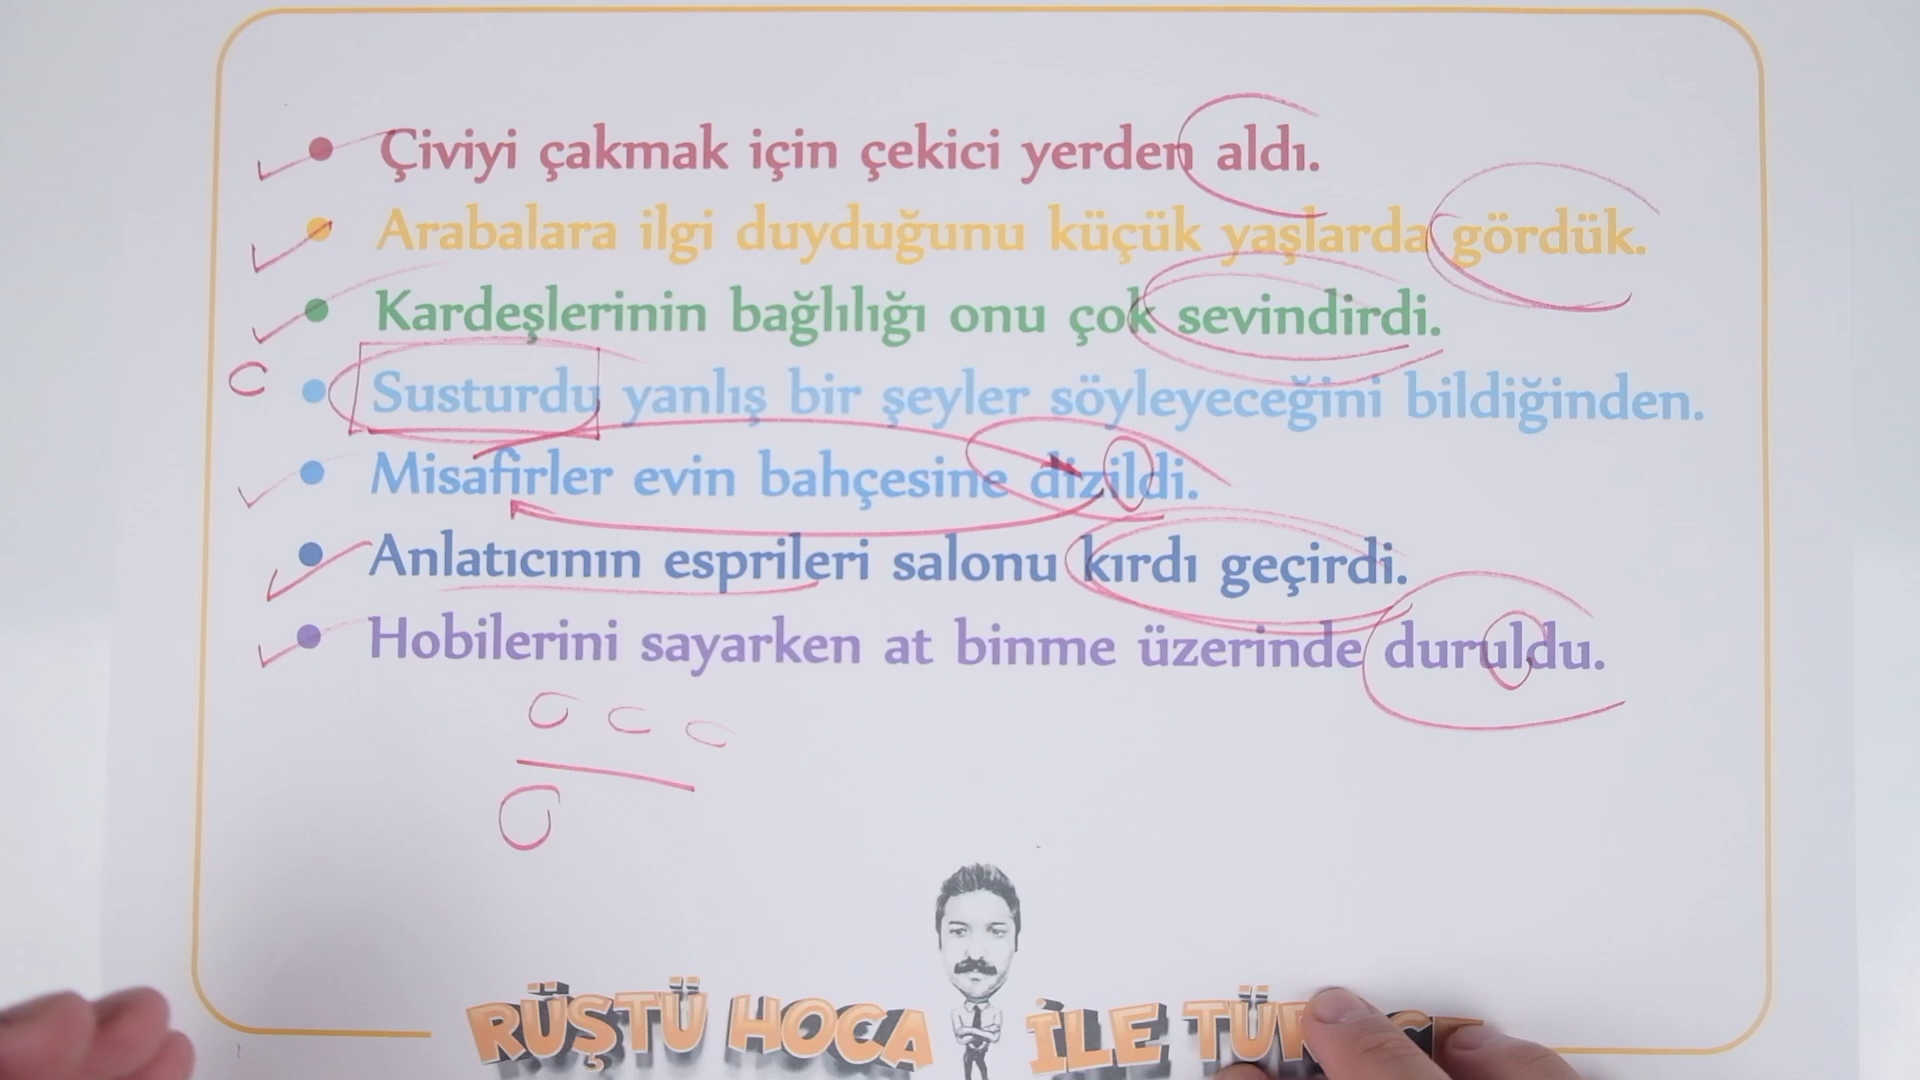 Çiviyi çakmak için çekici yerden aldı.
Arabalara ilgi duyduğunu küçük yaşlarda gördük.
Kardeşlerinin bağlılığı onu çok sevindirdi.
Susturdu yanlış bir şeyler söyleyeceğini bildiğinden.
Misafirler evin bahçesine dizildi.
Anlatıcının esprileri salonu kırdı geçirdi.
Hobilerini sayarken at binme üzerinde duruldu.
RÜŞTÜ HOCA İLE